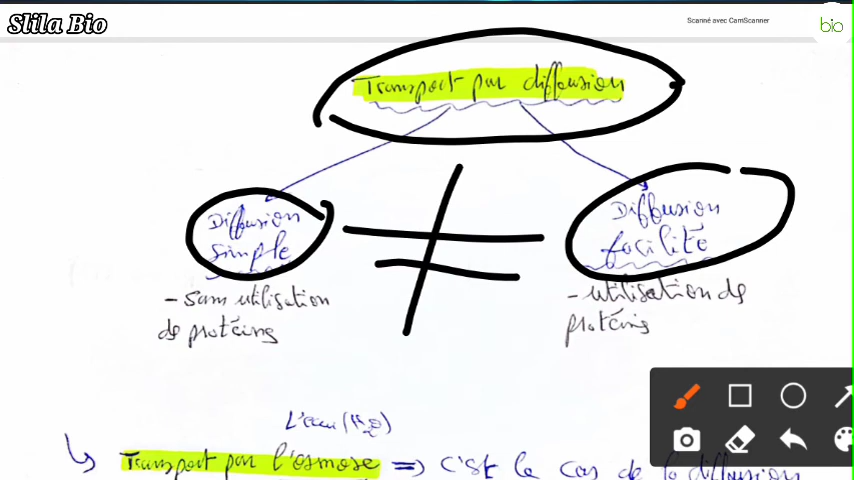 Slila Bio
Scanné avec CamScanner
bio
Transport par diffusion
Diffusion
simple
Diffusion
facilité
- sans utilisation
de protéins
- utilisation de
protéins
L'eau (H2O)
↳ Transport par l'osmose => c'est le cas de la diffusion